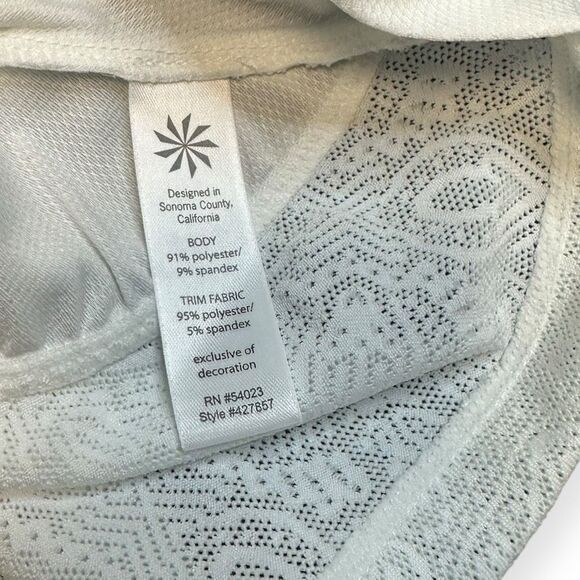 Designed in
Sonoma County,
California
BODY
91% polyester/
9% spandex
TRIM FABRIC
95% polyester/
5% spandex
exclusive of
decoration
RN #54023
Style #427857